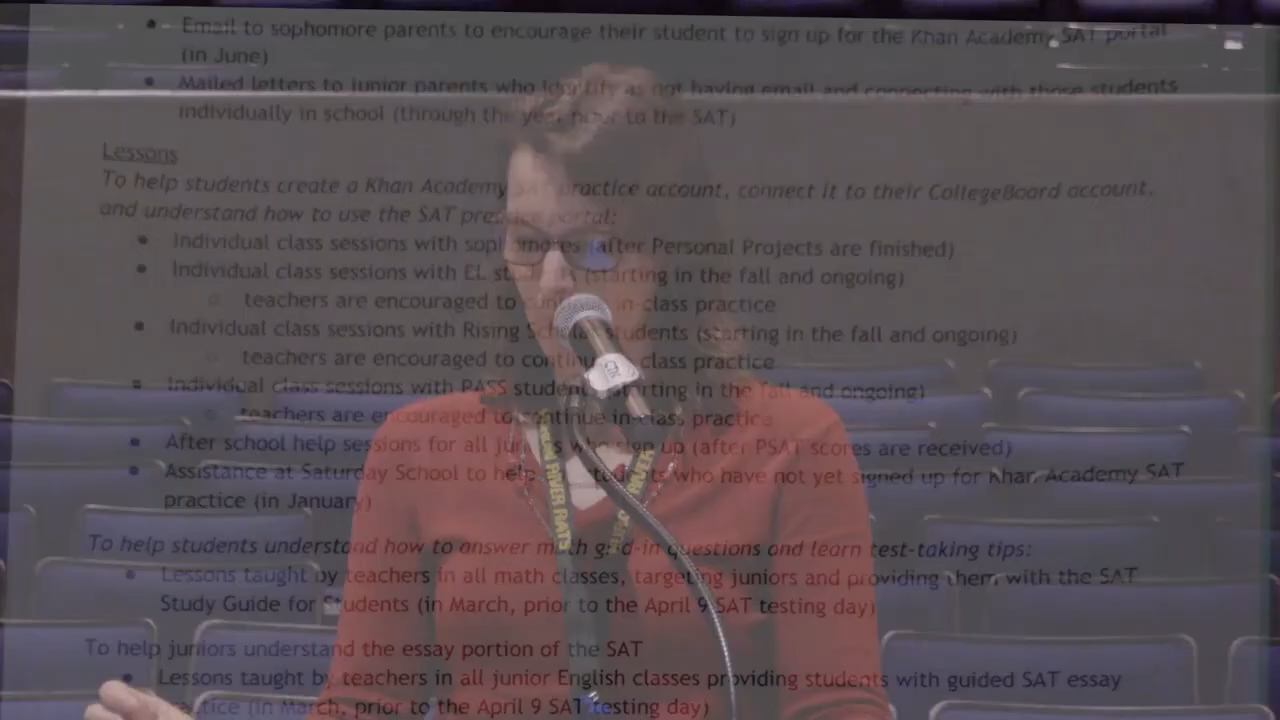 • Email to sophomore parents to encourage their student to sign up for the Khan Academy SAT portal
(in June)
• Mailed letters to junior parents who identify as not having email and connecting with those students
individually in school (through the year prior to the SAT)
Lessons
To help students create a Khan Academy SAT practice account, connect it to their CollegeBoard account,
and understand how to use the SAT practice portal:
• Individual class sessions with sophomores (after Personal Projects are finished)
• Individual class sessions with EL students (starting in the fall and ongoing)
○ teachers are encouraged to continue in-class practice
• Individual class sessions with Rising Scholar students (starting in the fall and ongoing)
○ teachers are encouraged to continue in-class practice
• Individual class sessions with PASS students (starting in the fall and ongoing)
○ teachers are encouraged to continue in-class practice
• After school help sessions for all juniors who sign up (after PSAT scores are received)
• Assistance at Saturday School to help students who have not yet signed up for Khan Academy SAT
practice (in January)
To help students understand how to answer math grid-in questions and learn test-taking tips:
• Lessons taught by teachers in all math classes, targeting juniors and providing them with the SAT
Study Guide for Students (in March, prior to the April 9 SAT testing day)
To help juniors understand the essay portion of the SAT
• Lessons taught by teachers in all junior English classes providing students with guided SAT essay
practice (in March, prior to the April 9 SAT testing day)
RIVER RATS